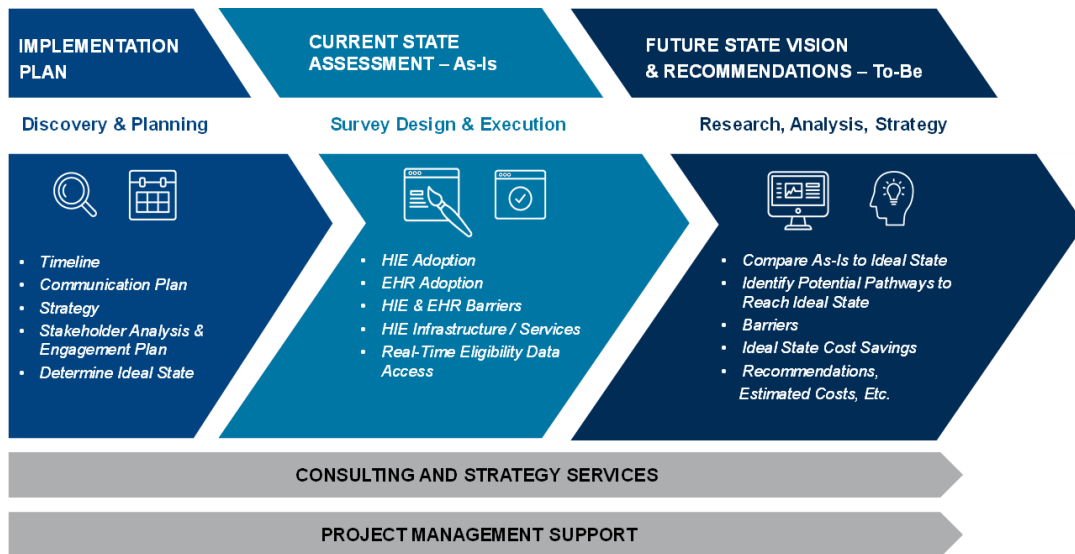 IMPLEMENTATION
PLAN
CURRENT STATE
ASSESSMENT – As-Is
FUTURE STATE VISION
& RECOMMENDATIONS – To-Be
Discovery & Planning
Survey Design & Execution
Research, Analysis, Strategy
• Timeline
• Communication Plan
• Strategy
• Stakeholder Analysis &
Engagement Plan
• Determine Ideal State
• HIE Adoption
• EHR Adoption
• HIE & EHR Barriers
• HIE Infrastructure / Services
• Real-Time Eligibility Data
Access
• Compare As-Is to Ideal State
• Identify Potential Pathways to
Reach Ideal State
• Barriers
• Ideal State Cost Savings
• Recommendations,
Estimated Costs, Etc.
CONSULTING AND STRATEGY SERVICES
PROJECT MANAGEMENT SUPPORT